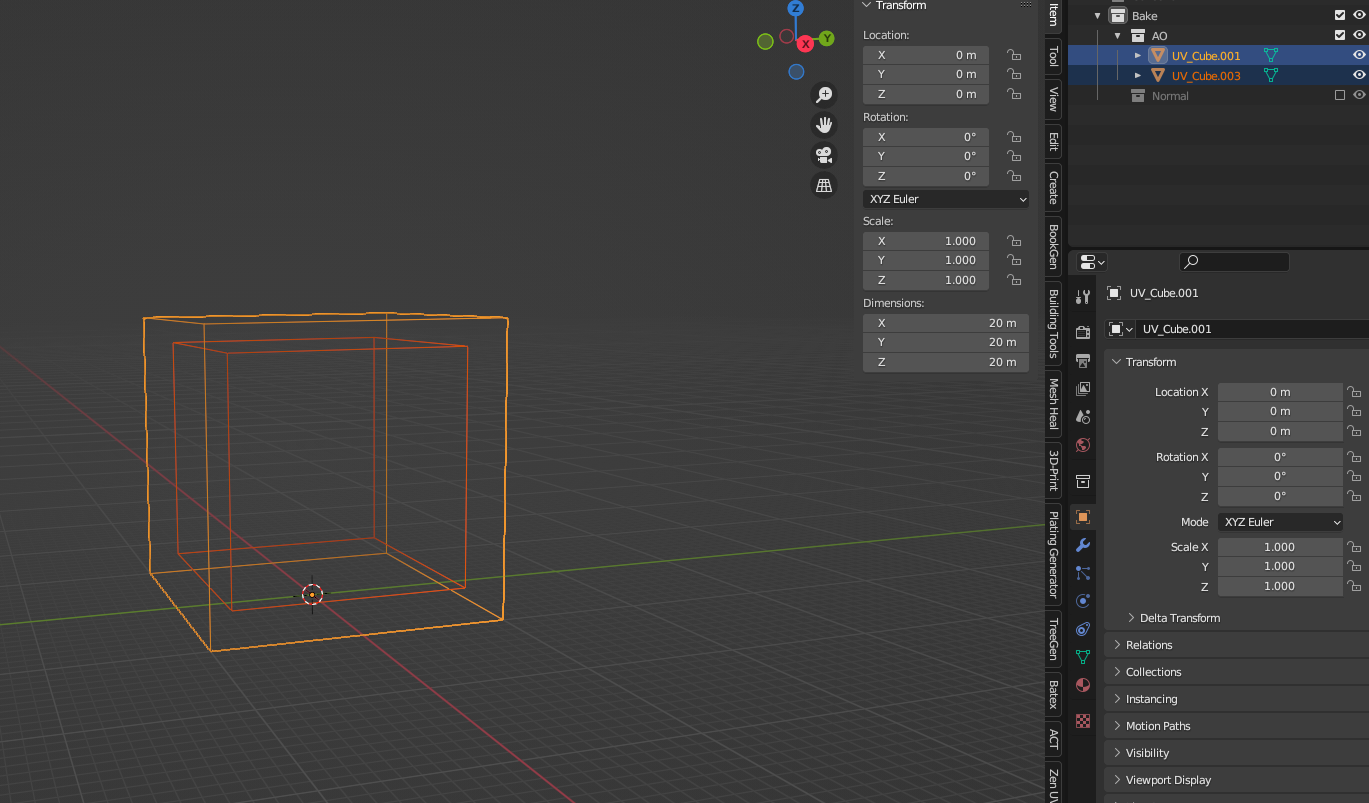 Transform
Location:
X 0 m
Y 0 m
Z 0 m
Rotation:
X 0°
Y 0°
Z 0°
XYZ Euler
Scale:
X 1.000
Y 1.000
Z 1.000
Dimensions:
X 20 m
Y 20 m
Z 20 m
Z
X
Y
Item
Tool
View
Edit
Create
BookGen
Building Tools
Mesh Heal
3D-Print
Plating Generator
TreeGen
Batex
ACT
Zen UV
Bake
AO
UV_Cube.001
UV_Cube.003
Normal
UV_Cube.001
UV_Cube.001
Transform
Location X 0 m
Y 0 m
Z 0 m
Rotation X 0°
Y 0°
Z 0°
Mode XYZ Euler
Scale X 1.000
Y 1.000
Z 1.000
Delta Transform
Relations
Collections
Instancing
Motion Paths
Visibility
Viewport Display